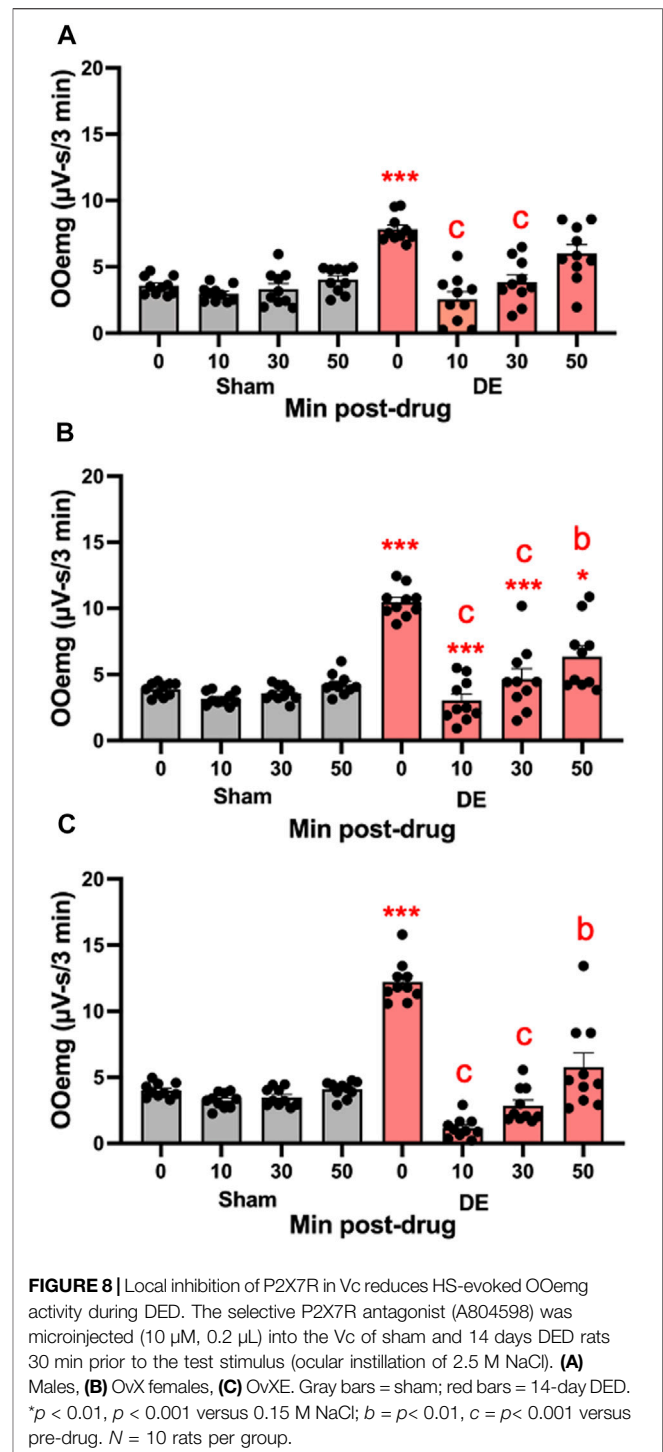 A
OOemg (µV-s/3 min)
20
15
10
5
0
***
c
c
0 10 30 50 0 10 30 50
Sham DE
Min post-drug
B
OOemg (µV-s/3 min)
20
15
10
5
0
***
c
***
c
***
b
*
0 10 30 50 0 10 30 50
Sham DE
Min post-drug
C
OOemg (µV-s/3 min)
20
15
10
5
0
***
c
c
b
0 10 30 50 0 10 30 50
Sham DE
Min post-drug
FIGURE 8 | Local inhibition of P2X7R in Vc reduces HS-evoked OOemg
activity during DED. The selective P2X7R antagonist (A804598) was
microinjected (10 µM, 0.2 µL) into the Vc of sham and 14 days DED rats
30 min prior to the test stimulus (ocular instillation of 2.5 M NaCl). (A)
Males, (B) OvX females, (C) OvXE. Gray bars = sham; red bars = 14-day DED.
*p < 0.01, p < 0.001 versus 0.15 M NaCl; b = p< 0.01, c = p< 0.001 versus
pre-drug. N = 10 rats per group.